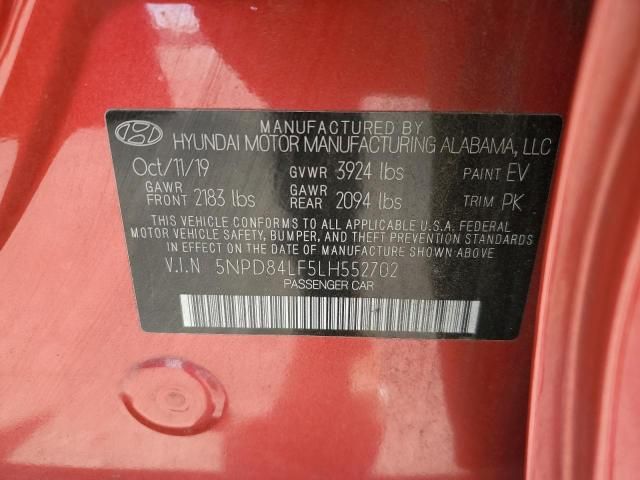 MANUFACTURED BY
HYUNDAI MOTOR MANUFACTURING ALABAMA, LLC
Oct/11/19 GVWR 3924 lbs PAINT EV
GAWR FRONT 2183 lbs GAWR REAR 2094 lbs TRIM PK
THIS VEHICLE CONFORMS TO ALL APPLICABLE U.S.A. FEDERAL
MOTOR VEHICLE SAFETY, BUMPER, AND THEFT PREVENTION
STANDARDS IN EFFECT ON THE DATE OF MANUFACTURE SHOWN ABOVE
V.I.N 5NPD84LF5LH552702
PASSENGER CAR